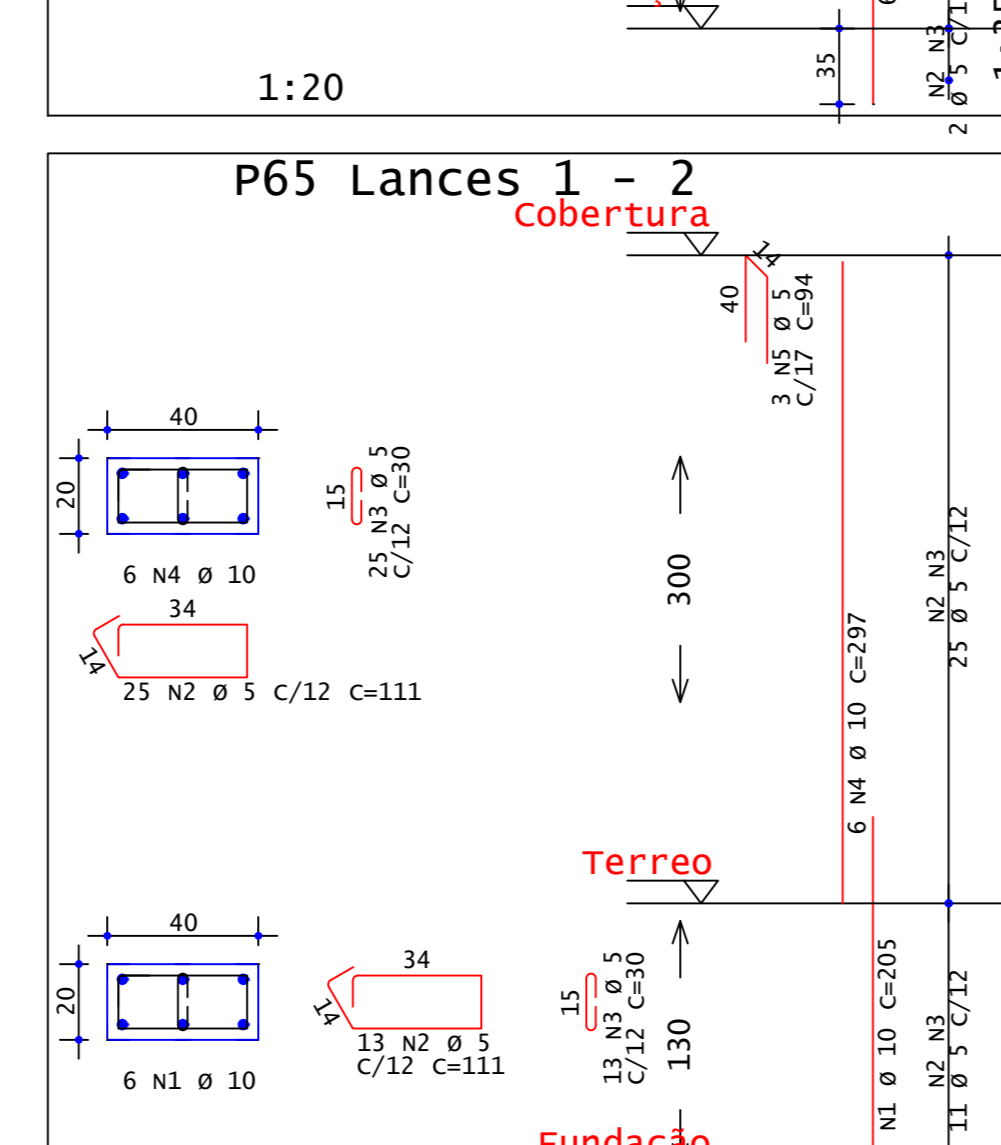 1:20
35
N2 N3
P65 Lances 1 - 2
Cobertura
14
40
3 N5 Ø 5
C/17 C=94
40
20
6 N4 Ø 10
15
25 N3 Ø 5
C/12 C=30
34
14
25 N2 Ø 5 C/12 C=111
300
6 N4 Ø 10 C=297
N2 N3
25 Ø 5 C/12
Terreo
40
20
6 N1 Ø 10
34
14
13 N2 Ø 5
C/12 C=111
15
13 N3 Ø 5
C/12 C=30
130
N1 Ø 10 C=205
N2 N3
11 Ø 5 C/12
Fundação